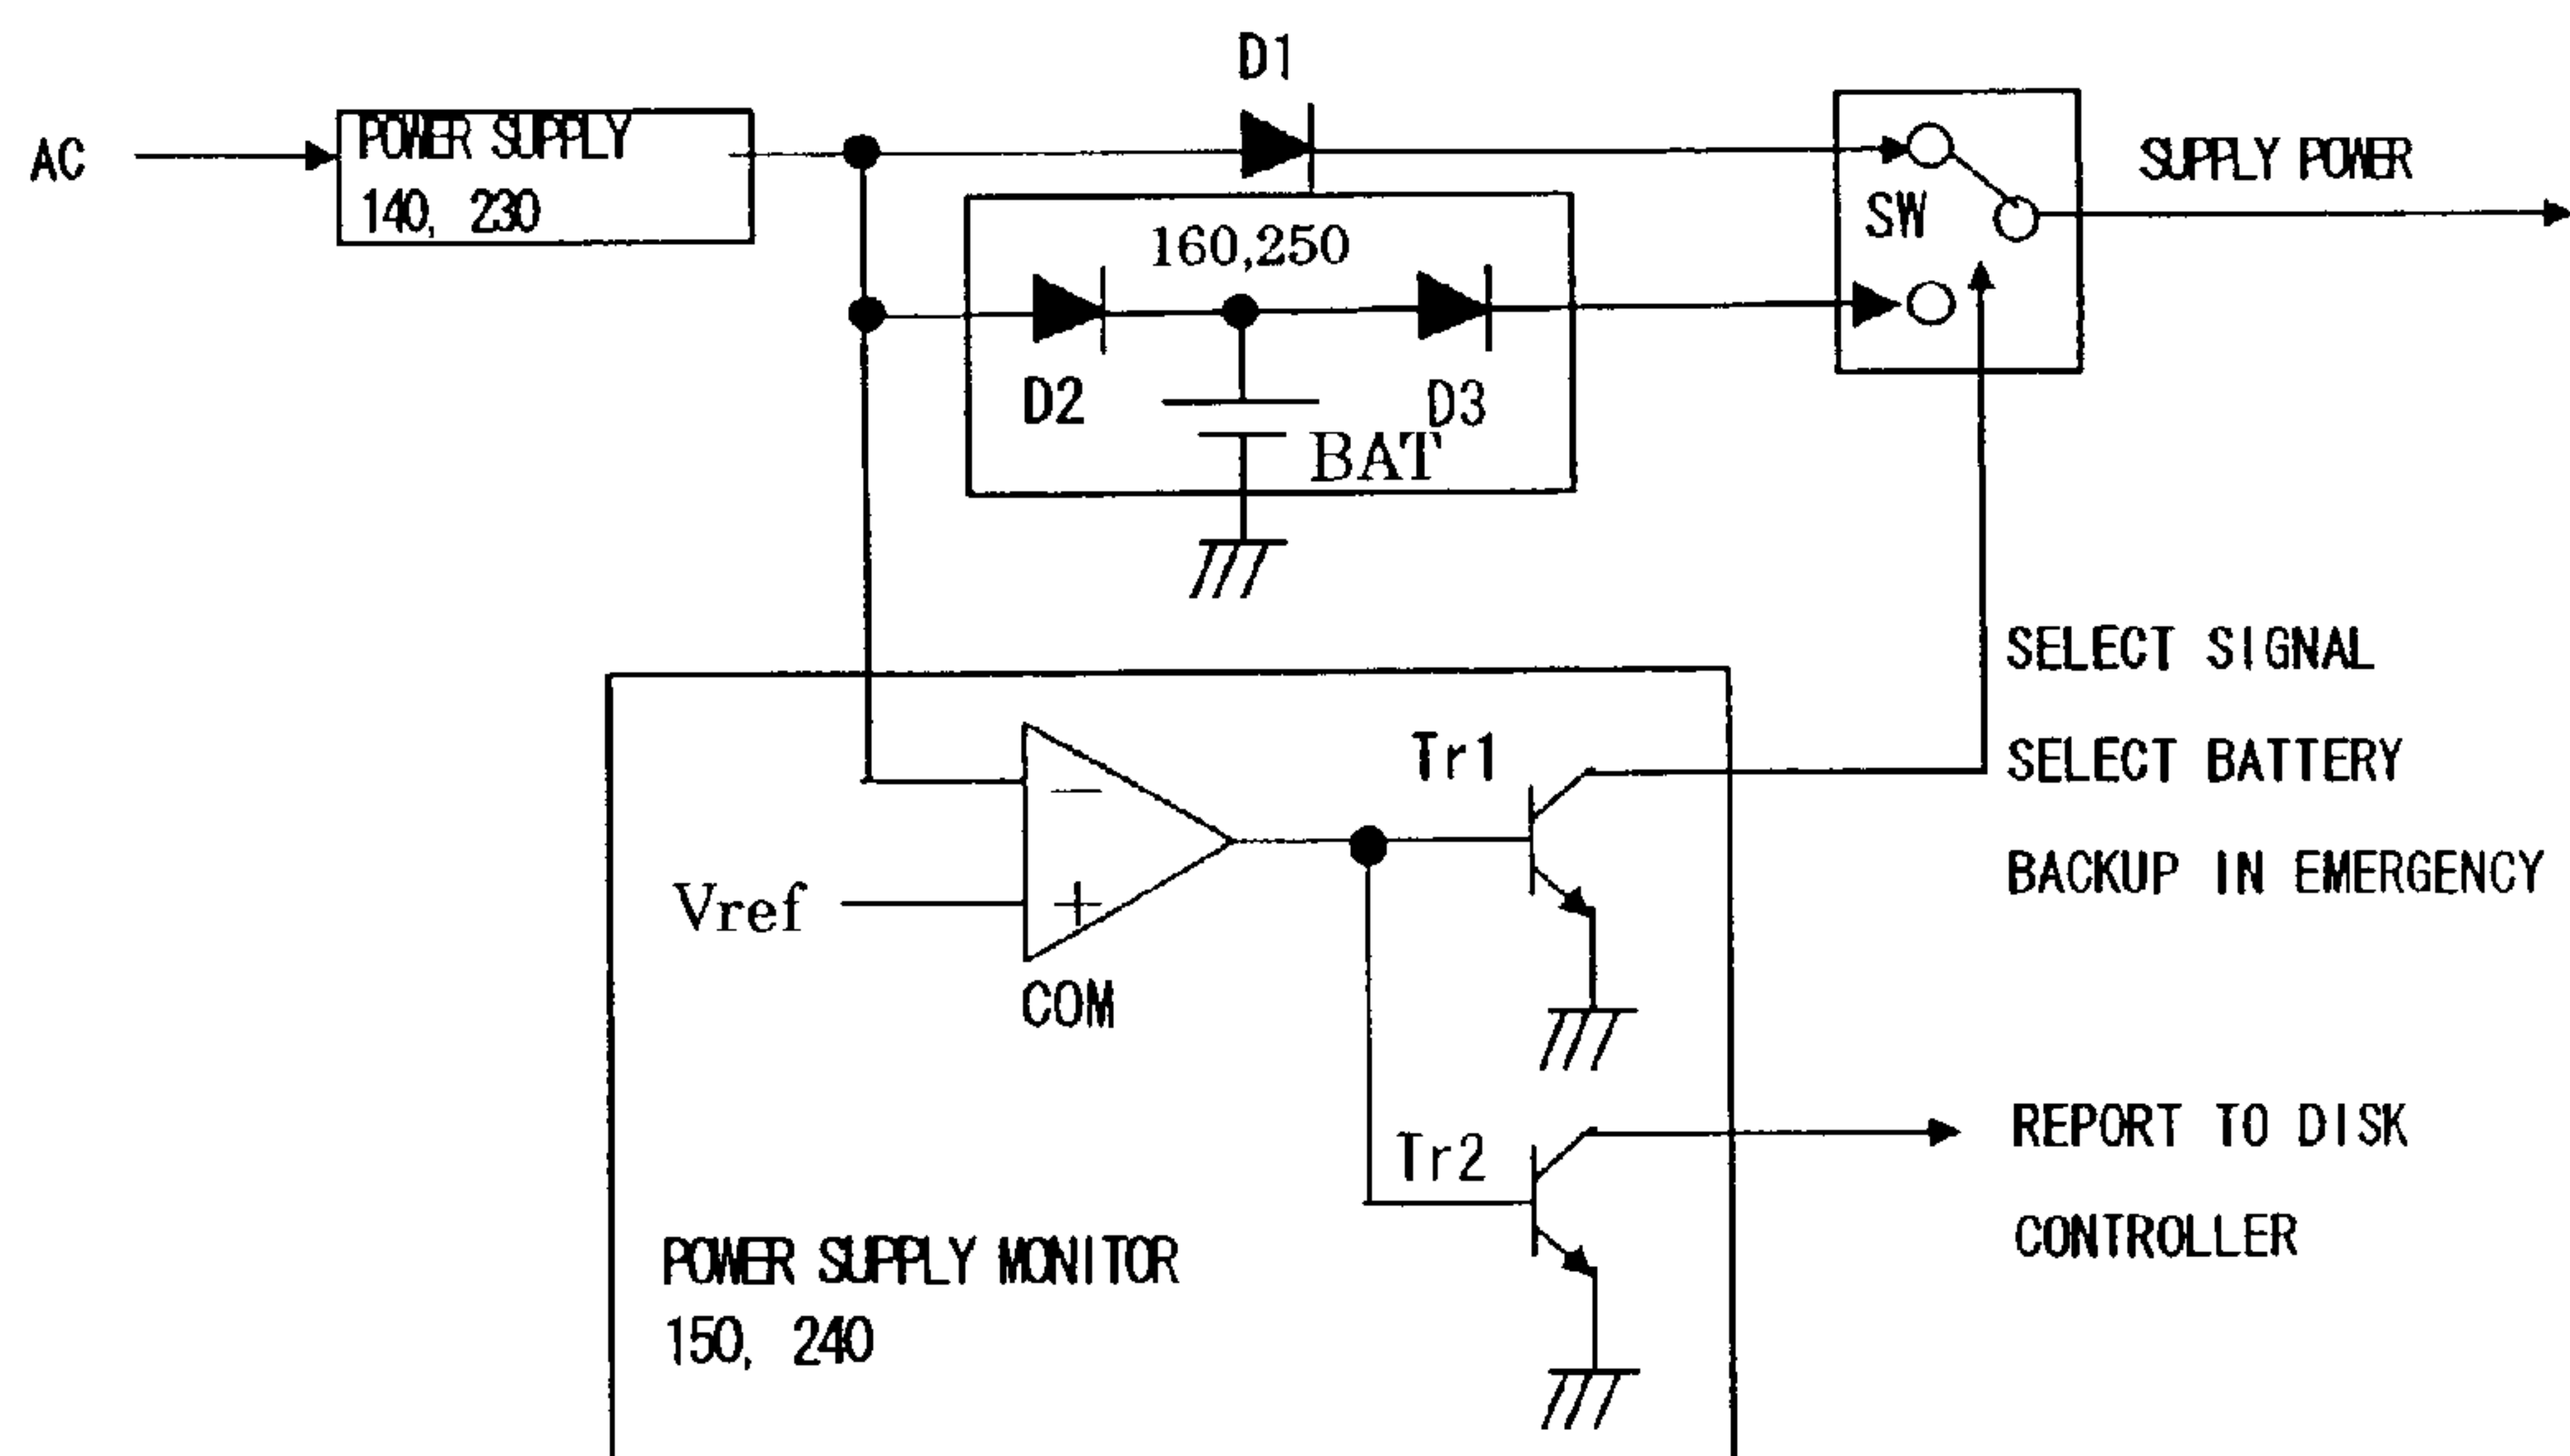 D1
AC
POWER SUPPLY
140, 230
SUPPLY POWER
SW
160,250
D2
D3
BAT
SELECT SIGNAL
SELECT BATTERY
BACKUP IN EMERGENCY
Tr1
−
Vref
+
COM
Tr2
REPORT TO DISK
CONTROLLER
POWER SUPPLY MONITOR
150, 240